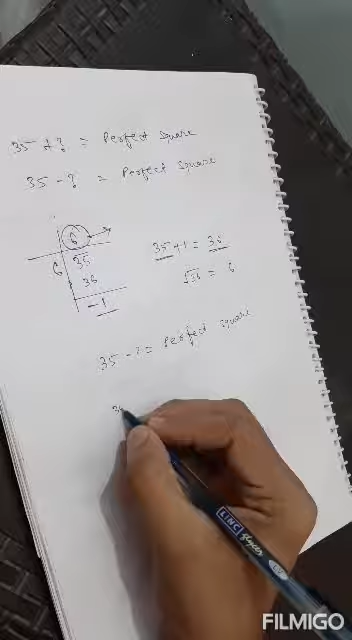 35 + ? = Perfect Square
35 - ? = Perfect Square
6
6 35
36
- 1
35 + 1 = 36
√36 = 6
35 - ? = Perfect Square
LINC glycer
FILMIGO